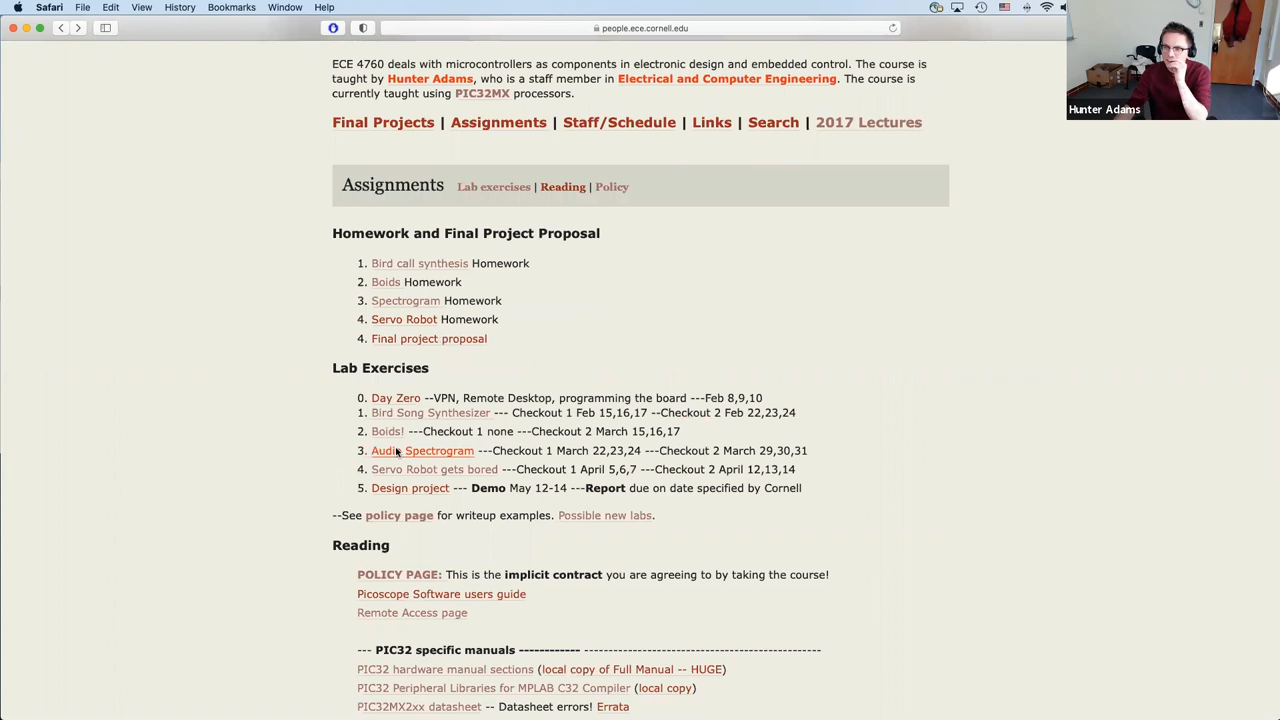 Safari File Edit View History Bookmarks Window Help
people.ece.cornell.edu
Hunter Adams
ECE 4760 deals with microcontrollers as components in electronic design and embedded control. The course is
taught by Hunter Adams, who is a staff member in Electrical and Computer Engineering. The course is
currently taught using PIC32MX processors.
Final Projects | Assignments | Staff/Schedule | Links | Search | 2017 Lectures
Assignments Lab exercises | Reading | Policy
Homework and Final Project Proposal
1. Bird call synthesis Homework
2. Boids Homework
3. Spectrogram Homework
4. Servo Robot Homework
4. Final project proposal
Lab Exercises
0. Day Zero --VPN, Remote Desktop, programming the board ---Feb 8,9,10
1. Bird Song Synthesizer --- Checkout 1 Feb 15,16,17 --Checkout 2 Feb 22,23,24
2. Boids! ---Checkout 1 none ---Checkout 2 March 15,16,17
3. Audio Spectrogram ---Checkout 1 March 22,23,24 ---Checkout 2 March 29,30,31
4. Servo Robot gets bored ---Checkout 1 April 5,6,7 ---Checkout 2 April 12,13,14
5. Design project --- Demo May 12-14 ---Report due on date specified by Cornell
--See policy page for writeup examples. Possible new labs.
Reading
POLICY PAGE: This is the implicit contract you are agreeing to by taking the course!
Picoscope Software users guide
Remote Access page
--- PIC32 specific manuals ----------- -----------------------------------------------
PIC32 hardware manual sections (local copy of Full Manual -- HUGE)
PIC32 Peripheral Libraries for MPLAB C32 Compiler (local copy)
PIC32MX2xx datasheet -- Datasheet errors! Errata